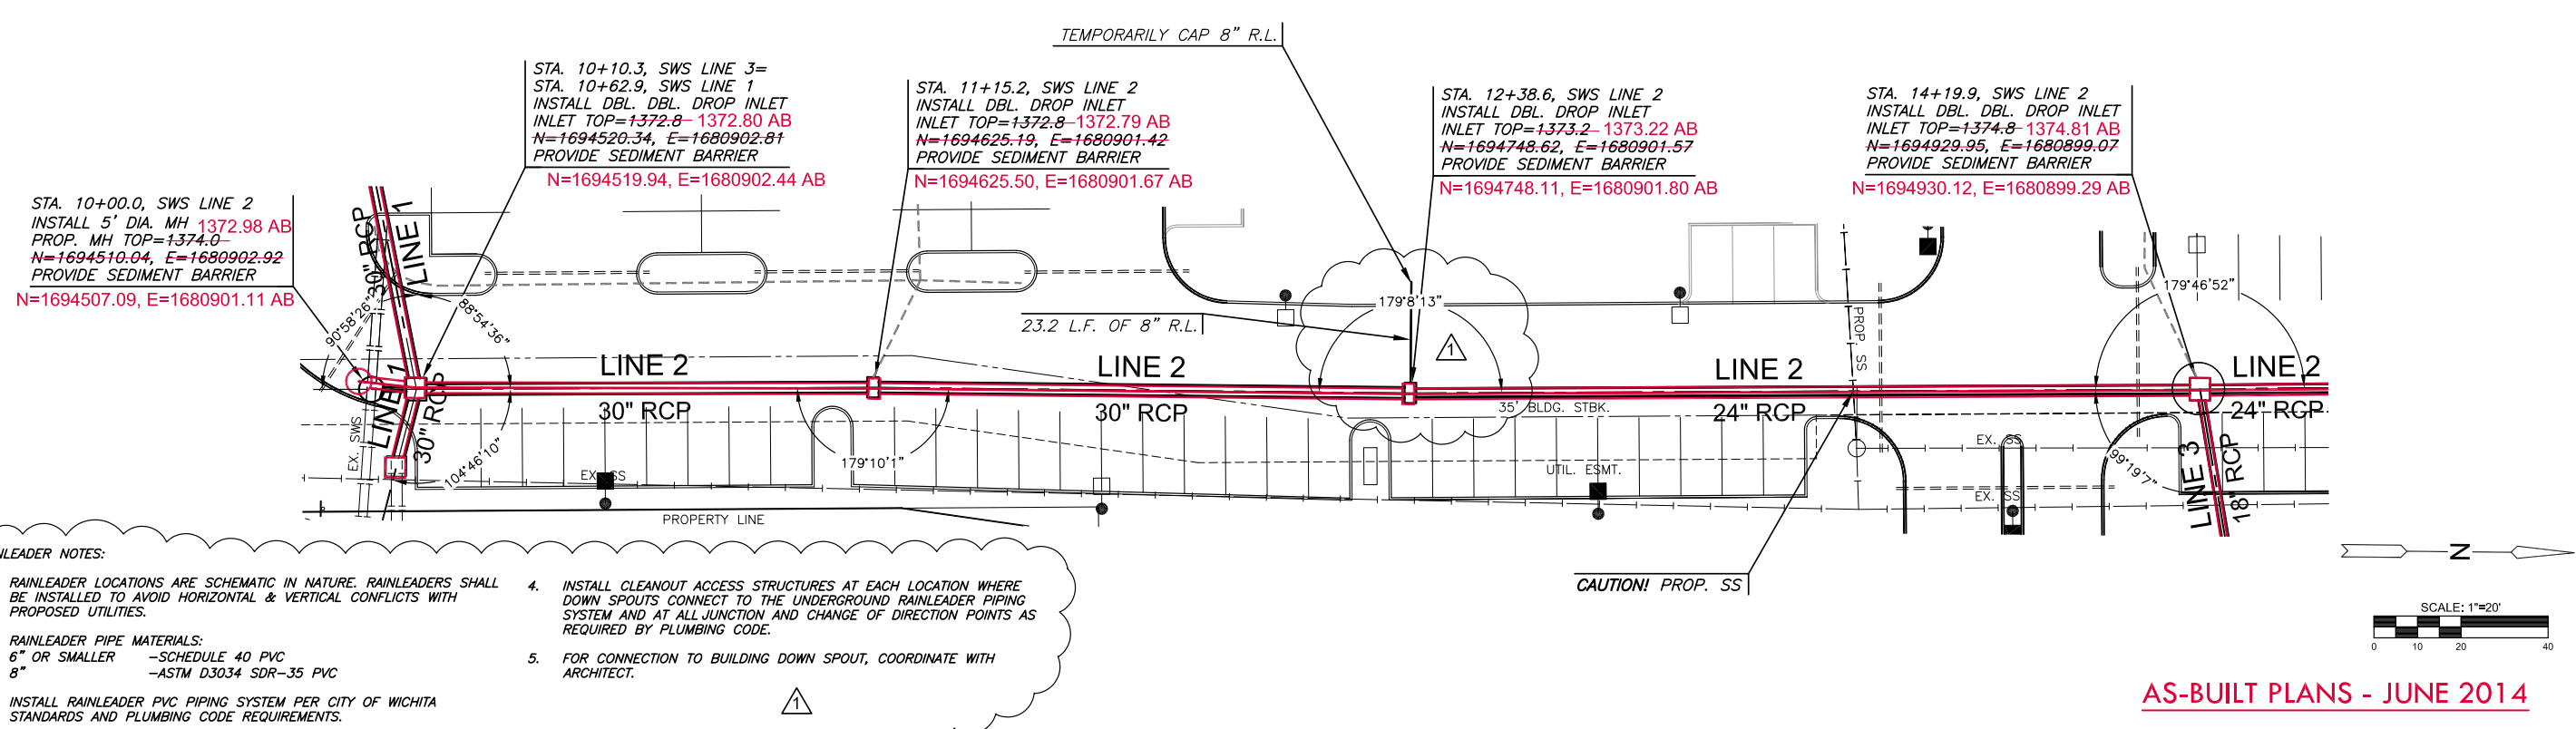 TEMPORARILY CAP 8" R.L.
STA. 10+10.3, SWS LINE 3=
STA. 10+62.9, SWS LINE 1
INSTALL DBL. DBL. DROP INLET
INLET TOP=1372.8 1372.80 AB
N=1694520.34, E=1680902.81
PROVIDE SEDIMENT BARRIER
N=1694519.94, E=1680902.44 AB
STA. 11+15.2, SWS LINE 2
INSTALL DBL. DROP INLET
INLET TOP=1372.8 1372.79 AB
N=1694625.19, E=1680901.42
PROVIDE SEDIMENT BARRIER
N=1694625.50, E=1680901.67 AB
STA. 12+38.6, SWS LINE 2
INSTALL DBL. DROP INLET
INLET TOP=1373.2 1373.22 AB
N=1694748.62, E=1680901.57
PROVIDE SEDIMENT BARRIER
N=1694748.11, E=1680901.80 AB
STA. 14+19.9, SWS LINE 2
INSTALL DBL. DBL. DROP INLET
INLET TOP=1374.8 1374.81 AB
N=1694929.95, E=1680899.07
PROVIDE SEDIMENT BARRIER
N=1694930.12, E=1680899.29 AB
STA. 10+00.0, SWS LINE 2
INSTALL 5' DIA. MH 1372.98 AB
PROP. MH TOP=1374.0
N=1694510.04, E=1680902.92
PROVIDE SEDIMENT BARRIER
N=1694507.09, E=1680901.11 AB
30" RCP
LINE 1
90°58'26"
88°54'36"
179°8'13"
179°46'52"
23.2 L.F. OF 8" R.L.
1
PROP. SS
LINE 2
LINE 2
LINE 2
LINE 2
30" RCP
30" RCP
24" RCP
24" RCP
35' BLDG. STBK.
LINE 1
30" RCP
EX. SWS
104°46'10"
179°10'1"
EX. SS
UTIL. ESMT.
EX. SS
EX. SS
99°19'7"
LINE 3
18" RCP
PROPERTY LINE
CAUTION! PROP. SS
N
NLEADER NOTES:
RAINLEADER LOCATIONS ARE SCHEMATIC IN NATURE. RAINLEADERS SHALL
BE INSTALLED TO AVOID HORIZONTAL & VERTICAL CONFLICTS WITH
PROPOSED UTILITIES.
RAINLEADER PIPE MATERIALS:
6" OR SMALLER -SCHEDULE 40 PVC
8" -ASTM D3034 SDR-35 PVC
INSTALL RAINLEADER PVC PIPING SYSTEM PER CITY OF WICHITA
STANDARDS AND PLUMBING CODE REQUIREMENTS.
4. INSTALL CLEANOUT ACCESS STRUCTURES AT EACH LOCATION WHERE
DOWN SPOUTS CONNECT TO THE UNDERGROUND RAINLEADER PIPING
SYSTEM AND AT ALL JUNCTION AND CHANGE OF DIRECTION POINTS AS
REQUIRED BY PLUMBING CODE.
5. FOR CONNECTION TO BUILDING DOWN SPOUT, COORDINATE WITH
ARCHITECT.
1
SCALE: 1"=20'
0 10 20 40
AS-BUILT PLANS - JUNE 2014